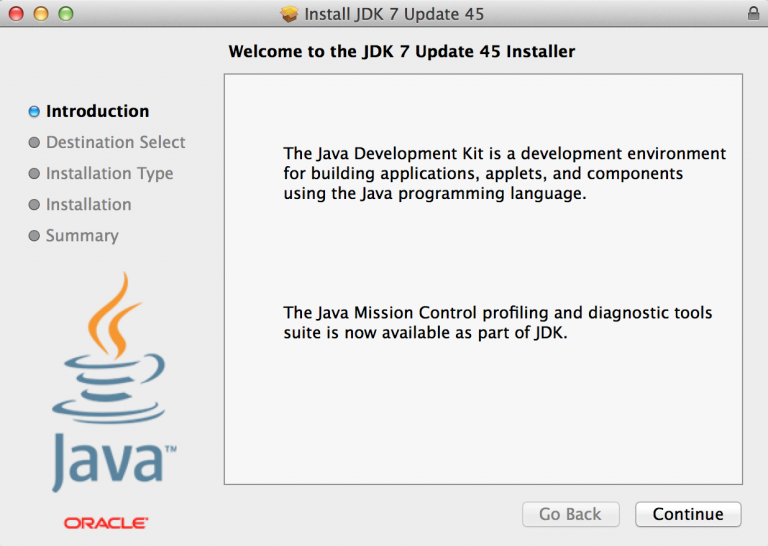 Install JDK 7 Update 45
Welcome to the JDK 7 Update 45 Installer
Introduction
Destination Select
Installation Type
Installation
Summary
The Java Development Kit is a development environment
for building applications, applets, and components
using the Java programming language.
The Java Mission Control profiling and diagnostic tools
suite is now available as part of JDK.
Java™
ORACLE®
Go Back
Continue